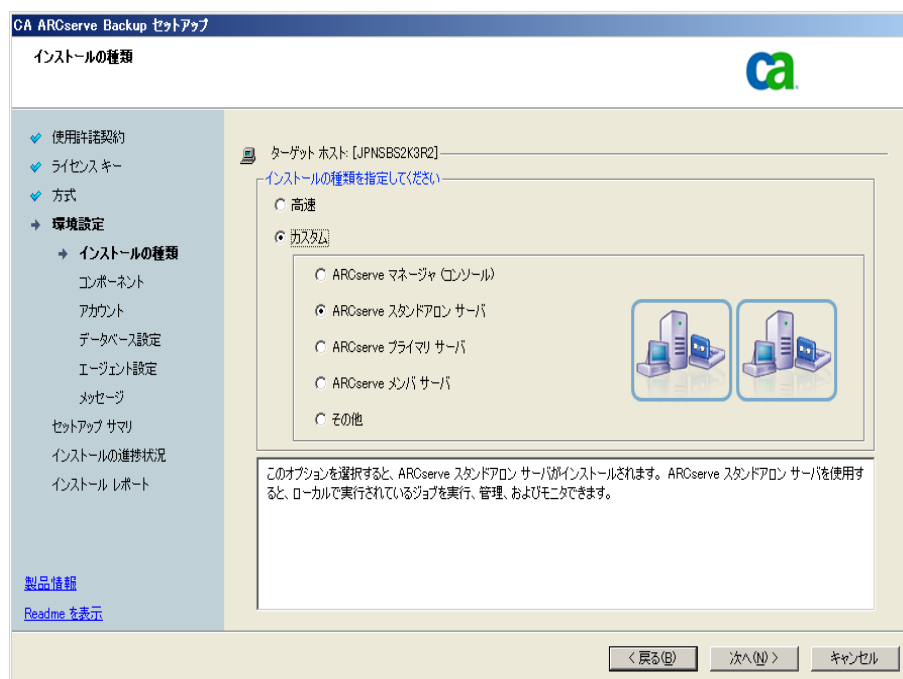 CA ARCserve Backup セットアップ
インストールの種類
ca
使用許諾契約
ライセンス キー
方式
環境設定
インストールの種類
コンポーネント
アカウント
データベース設定
エージェント設定
メッセージ
セットアップ サマリ
インストールの進捗状況
インストール レポート
製品情報
Readme を表示
ターゲット ホスト: [JPNSBS2K3R2]
インストールの種類を指定してください
高速
カスタム
ARCserve マネージャ (コンソール)
ARCserve スタンドアロン サーバ
ARCserve プライマリ サーバ
ARCserve メンバ サーバ
その他
このオプションを選択すると、ARCserve スタンドアロン サーバがインストールされます。ARCserve スタンドアロン サーバを使用す
ると、ローカルで実行されているジョブを実行、管理、およびモニタできます。
< 戻る(B)
次へ(N) >
キャンセル